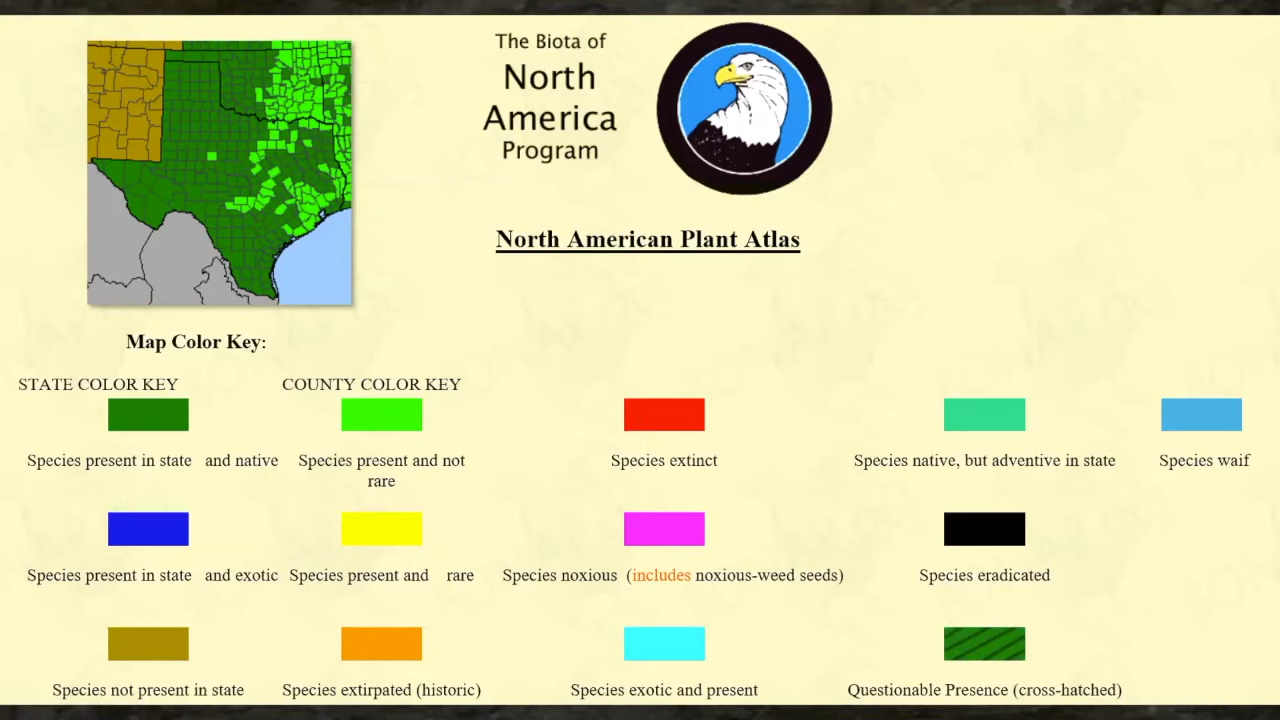 The Biota of
North
America
Program
North American Plant Atlas
Map Color Key:
STATE COLOR KEY COUNTY COLOR KEY
Species present in state and native Species present and not rare Species extinct Species native, but adventive in state Species waif
Species present in state and exotic Species present and rare Species noxious (includes noxious-weed seeds) Species eradicated
Species not present in state Species extirpated (historic) Species exotic and present Questionable Presence (cross-hatched)